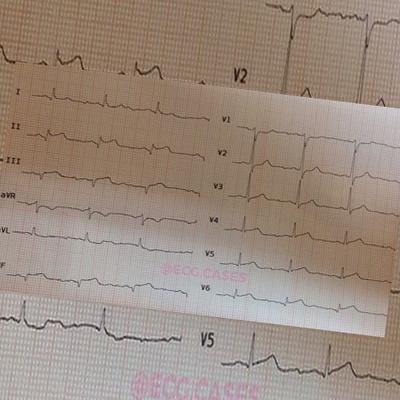 V2
I
V1
II
V2
III
V3
aVR
V4
VL
V5
@ECG.CASES
F
V6
V5
@ECG.CASES